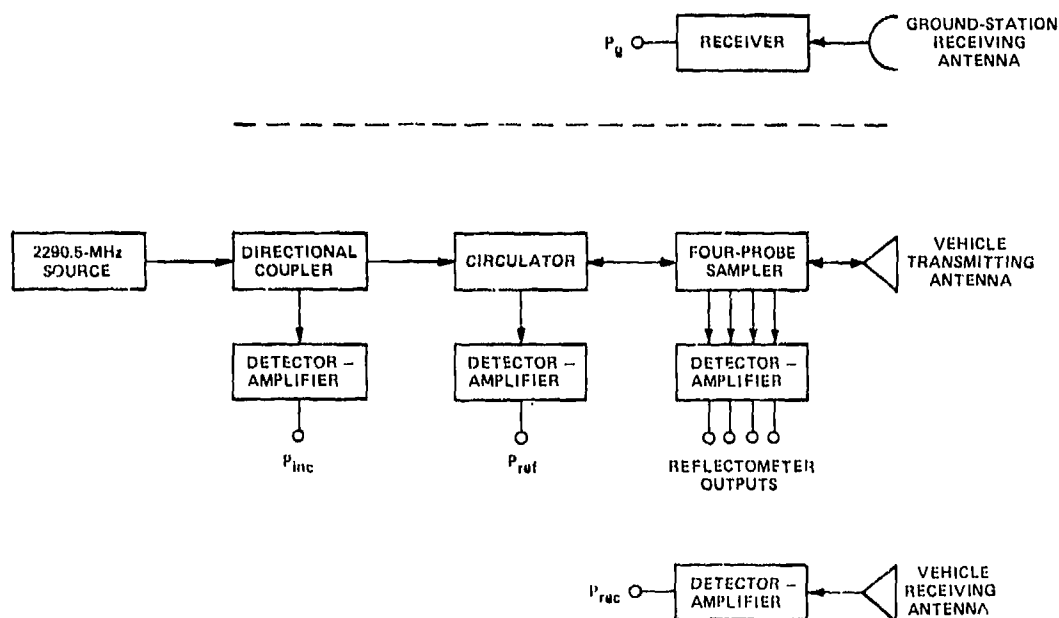 GROUND-STATION
RECEIVING
ANTENNA
RECEIVER
Pg
2290.5-MHz
SOURCE
DIRECTIONAL
COUPLER
CIRCULATOR
FOUR-PROBE
SAMPLER
VEHICLE
TRANSMITTING
ANTENNA
DETECTOR –
AMPLIFIER
DETECTOR –
AMPLIFIER
DETECTOR –
AMPLIFIER
Pinc
Pref
REFLECTOMETER
OUTPUTS
Prec
DETECTOR –
AMPLIFIER
VEHICLE
RECEIVING
ANTENNA